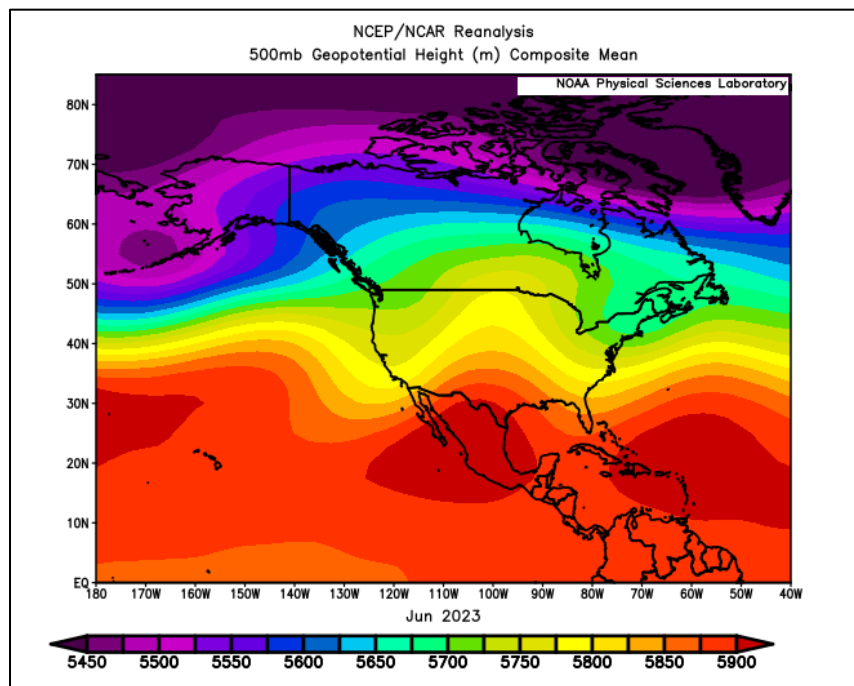 NCEP/NCAR Reanalysis
500mb Geopotential Height (m) Composite Mean
NOAA Physical Sciences Laboratory
80N
70N
60N
50N
40N
30N
20N
10N
EQ
180 170W 160W 150W 140W 130W 120W 110W 100W 90W 80W 70W 60W 50W 40W
Jun 2023
5450 5500 5550 5600 5650 5700 5750 5800 5850 5900